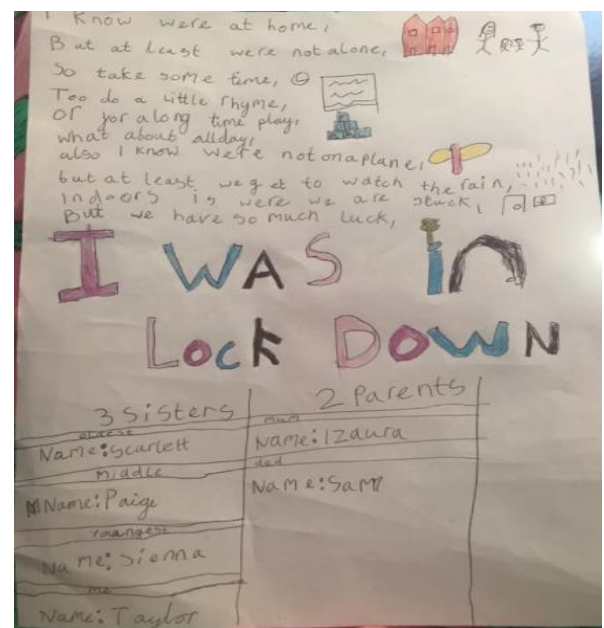 I know were at home,
But at least were not alone,
So take some time,
Too do a little rhyme,
or for along time play,
what about allday,
also I know were not onaplane,
but at least we get to watch the rain,
Indoors is were we are stuck,
But we have so much luck,
I WAS in
LOCK DOWN
3 Sisters
oldest
Name:Scarlett
Middle
Name:Paige
Youngest
Name:Sienna
me
Name:Taylor
2 Parents
mum
Name:Izaura
dad
Name:Sam